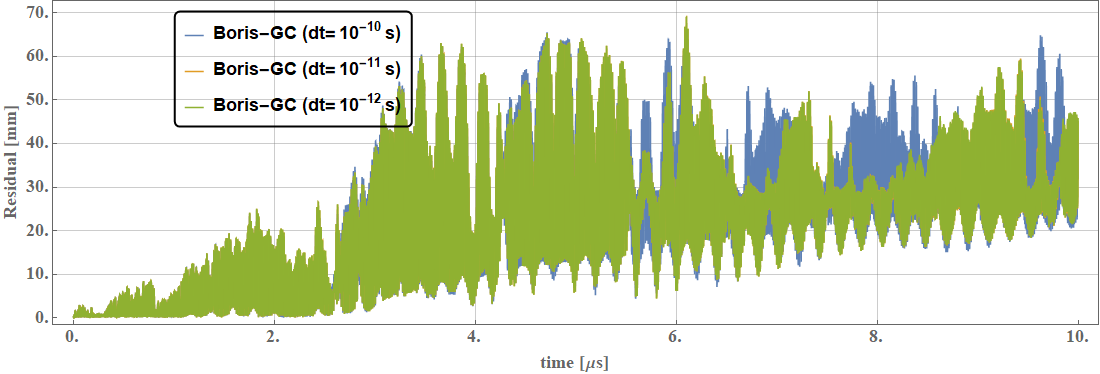 70.
60.
50.
40.
30.
20.
10.
0.
Residual [mm]
Boris-GC (dt= 10⁻¹⁰ s)
Boris-GC (dt= 10⁻¹¹ s)
Boris-GC (dt= 10⁻¹² s)
0. 2. 4. 6. 8. 10.
time [μs]